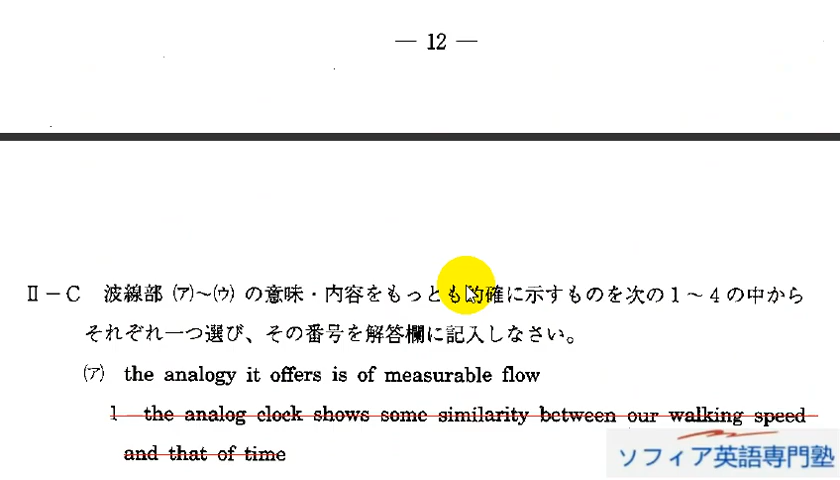 — 12 —
Ⅱ－C 波線部 (ア)～(ウ) の意味・内容をもっとも的確に示すものを次の1～4の中から
それぞれ一つ選び、その番号を解答欄に記入しなさい。
(ア) the analogy it offers is of measurable flow
1 the analog clock shows some similarity between our walking speed
and that of time
ソフィア英語専門塾